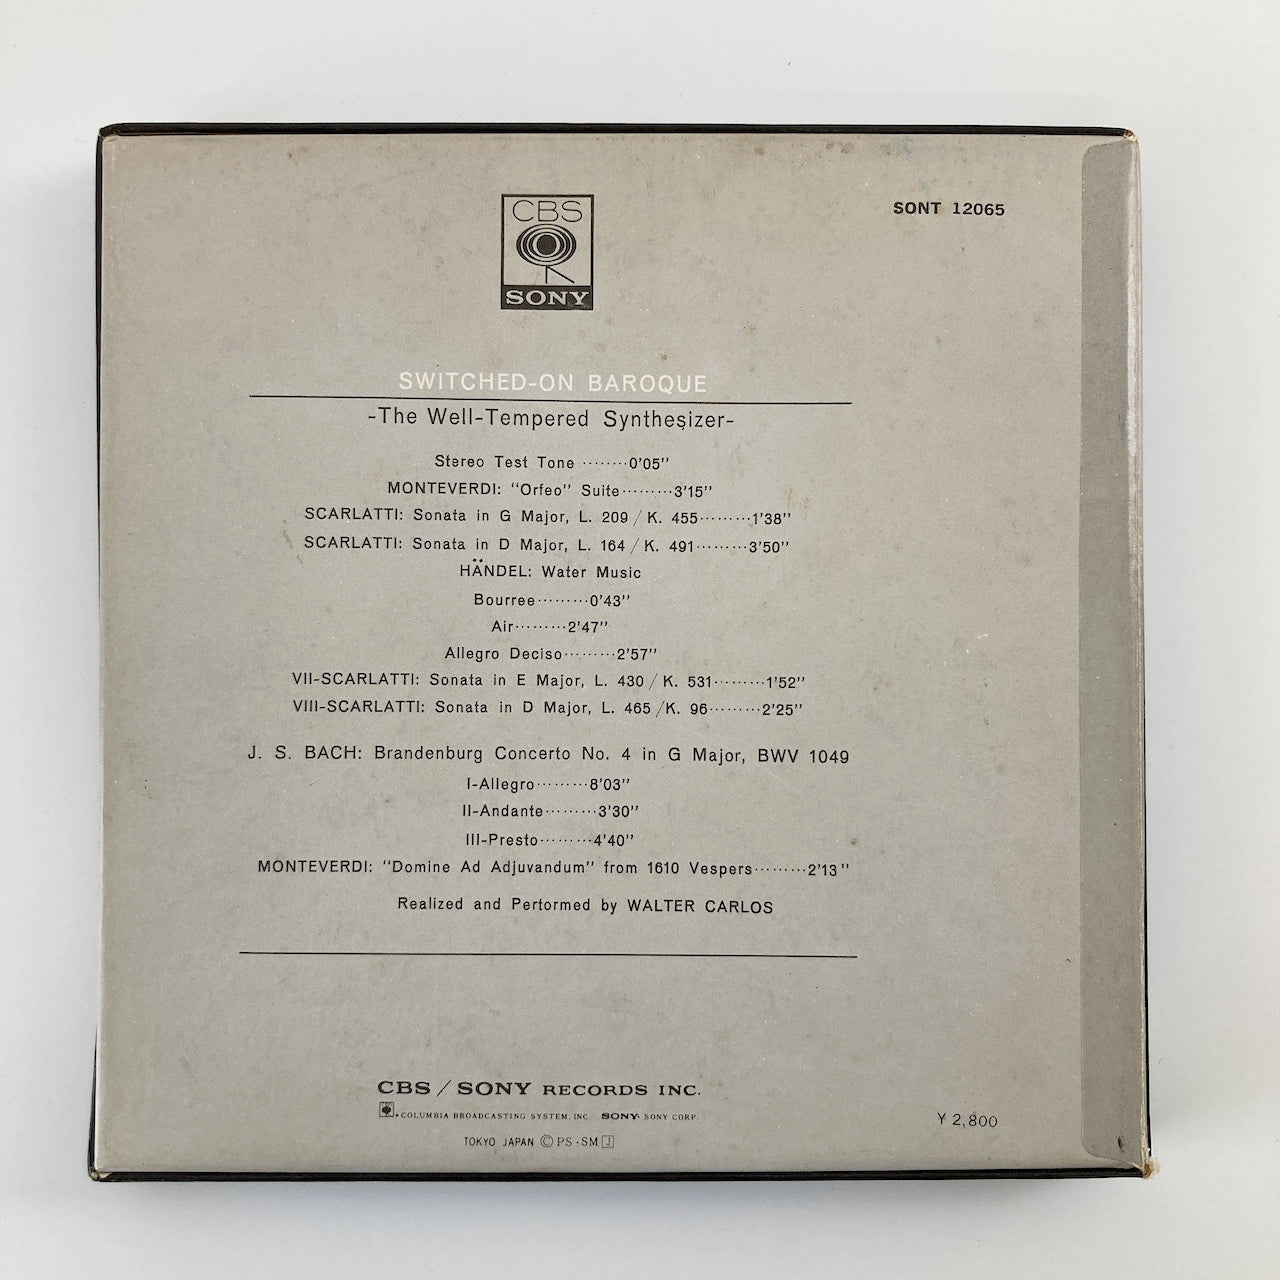 CBS
SONY
SONT 12065
SWITCHED-ON BAROQUE
-The Well-Tempered Synthesizer-
Stereo Test Tone ········0'05"
MONTEVERDI: "Orfeo" Suite·········3'15"
SCARLATTI: Sonata in G Major, L. 209 / K. 455·········1'38"
SCARLATTI: Sonata in D Major, L. 164 / K. 491·········3'50"
HÄNDEL: Water Music
Bourree·········0'43"
Air·········2'47"
Allegro Deciso·········2'57"
VII-SCARLATTI: Sonata in E Major, L. 430 / K. 531·········1'52"
VIII-SCARLATTI: Sonata in D Major, L. 465 /K. 96·········2'25"
J. S. BACH: Brandenburg Concerto No. 4 in G Major, BWV 1049
I-Allegro·········8'03"
II-Andante·········3'30"
III-Presto·········4'40"
MONTEVERDI: "Domine Ad Adjuvandum" from 1610 Vespers·········2'13"
Realized and Pertormed by WALTER CARLOS
CBS / SONY RECORDS INC.
COLUMBIA BROADCASTING SYSTEM, INC. SONY. SONY CORP.
¥ 2,800
TOKYO JAPAN Ⓒ PS · SM J